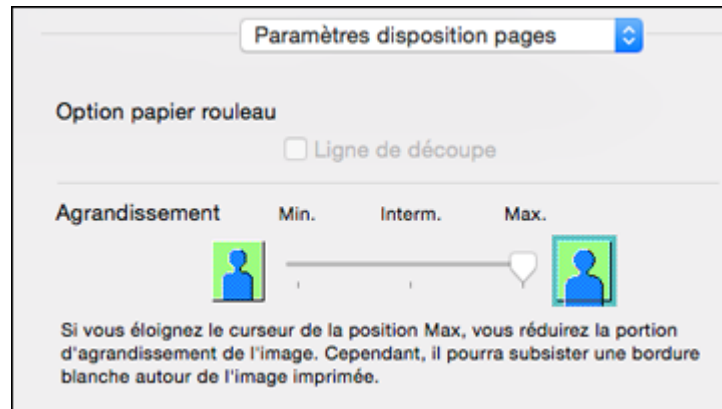 Paramètres disposition pages
Option papier rouleau
Ligne de découpe
Agrandissement Min. Interm. Max.
Si vous éloignez le curseur de la position Max, vous réduirez la portion
d'agrandissement de l'image. Cependant, il pourra subsister une bordure
blanche autour de l'image imprimée.